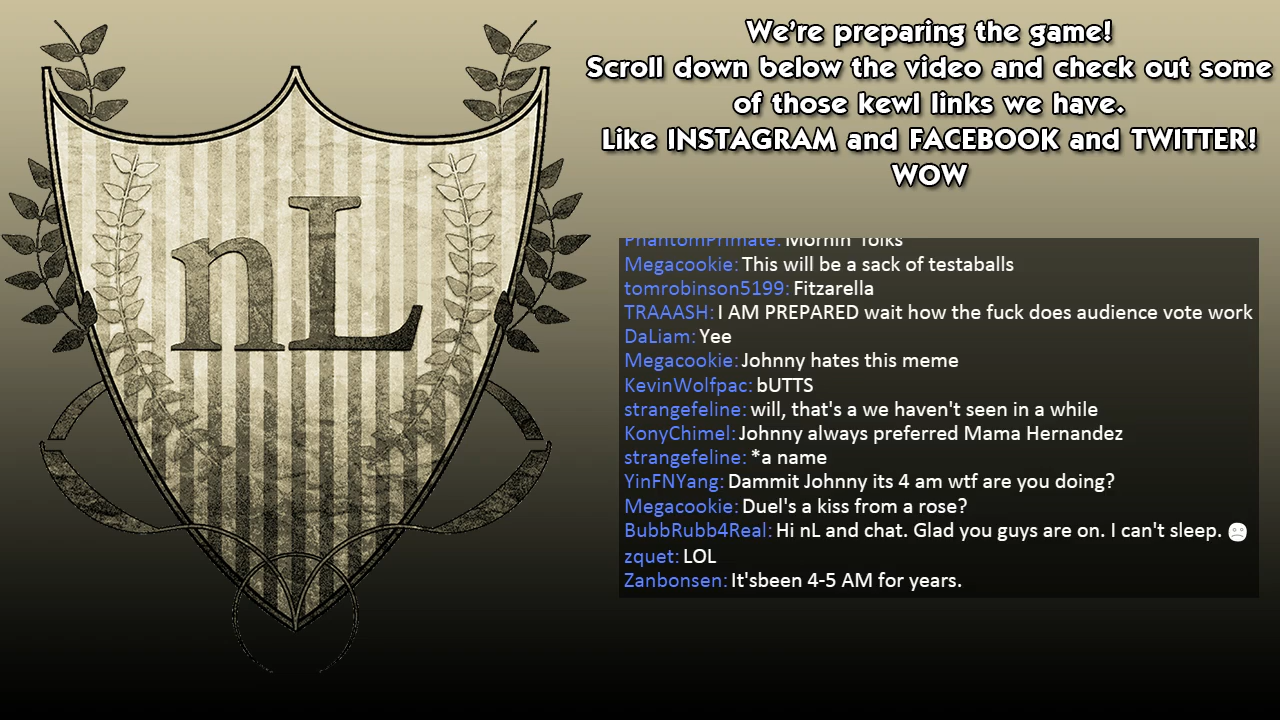 nL
We're preparing the game!
Scroll down below the video and check out some
of those kewl links we have.
Like INSTAGRAM and FACEBOOK and TWITTER!
WOW
PhantomPrimate: Mornin' folks
Megacookie: This will be a sack of testaballs
tomrobinson5199: Fitzarella
TRAAASH: I AM PREPARED wait how the fuck does audience vote work
DaLiam: Yee
Megacookie: Johnny hates this meme
KevinWolfpac: bUTTS
strangefeline: will, that's a we haven't seen in a while
KonyChimel: Johnny always preferred Mama Hernandez
strangefeline: *a name
YinFNYang: Dammit Johnny its 4 am wtf are you doing?
Megacookie: Duel's a kiss from a rose?
BubbRubb4Real: Hi nL and chat. Glad you guys are on. I can't sleep.
zquet: LOL
Zanbonsen: It'sbeen 4-5 AM for years.